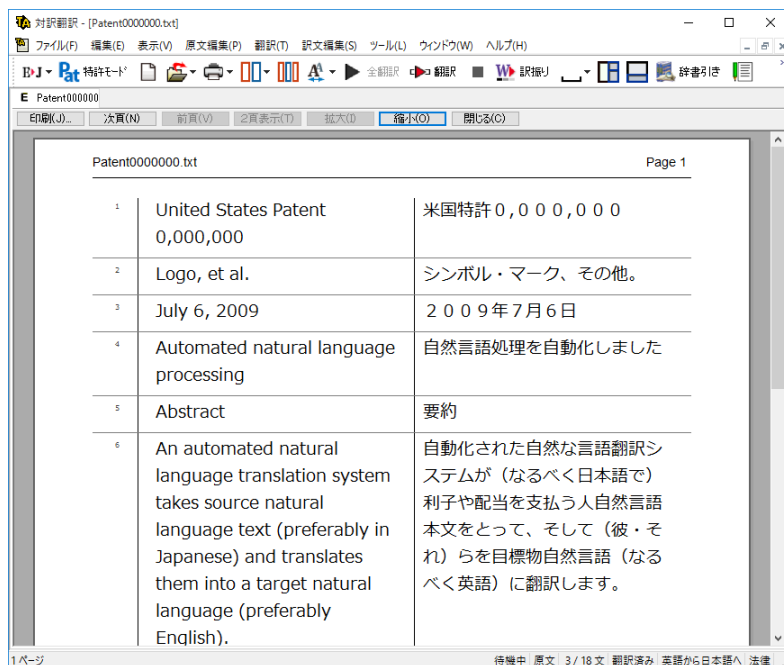 対訳翻訳 - [Patent0000000.txt]
ファイル(F) 編集(E) 表示(V) 原文編集(P) 翻訳(T) 訳文編集(S) ツール(L) ウィンドウ(W) ヘルプ(H)
E›J Pat 特許モード 全翻訳 翻訳 W 訳振り 辞書引き
E Patent000000
印刷(J)... 次頁(N) 前頁(V) 2頁表示(T) 拡大(I) 縮小(O) 閉じる(C)
Patent0000000.txt Page 1
1 United States Patent 米国特許０,０００,０００
0,000,000
2 Logo, et al. シンボル・マーク、その他。
3 July 6, 2009 ２００９年７月６日
4 Automated natural language 自然言語処理を自動化しました
processing
5 Abstract 要約
6 An automated natural 自動化された自然な言語翻訳シ
language translation system ステムが（なるべく日本語で）
takes source natural 利子や配当を支払う人自然言語
language text (preferably in 本文をとって、そして（彼・そ
Japanese) and translates れ）らを目標物自然言語（なる
them into a target natural べく英語）に翻訳します。
language (preferably
English).
1ページ 待機中 原文 3/18文 翻訳済み 英語から日本語へ 法律